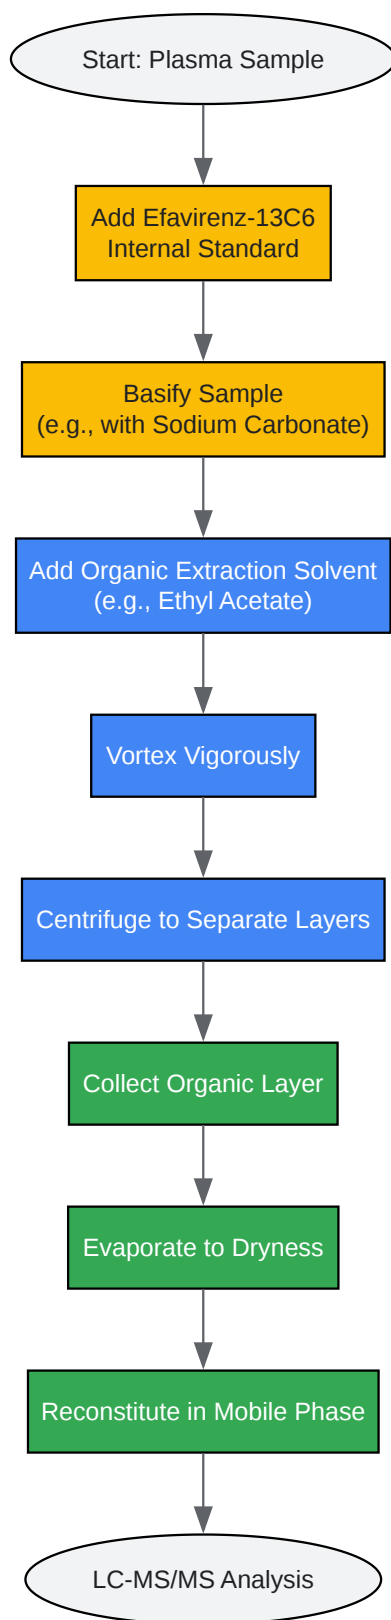 Start: Plasma Sample
Add Efavirenz-13C6
Internal Standard
Basify Sample
(e.g., with Sodium Carbonate)
Add Organic Extraction Solvent
(e.g., Ethyl Acetate)
Vortex Vigorously
Centrifuge to Separate Layers
Collect Organic Layer
Evaporate to Dryness
Reconstitute in Mobile Phase
LC-MS/MS Analysis